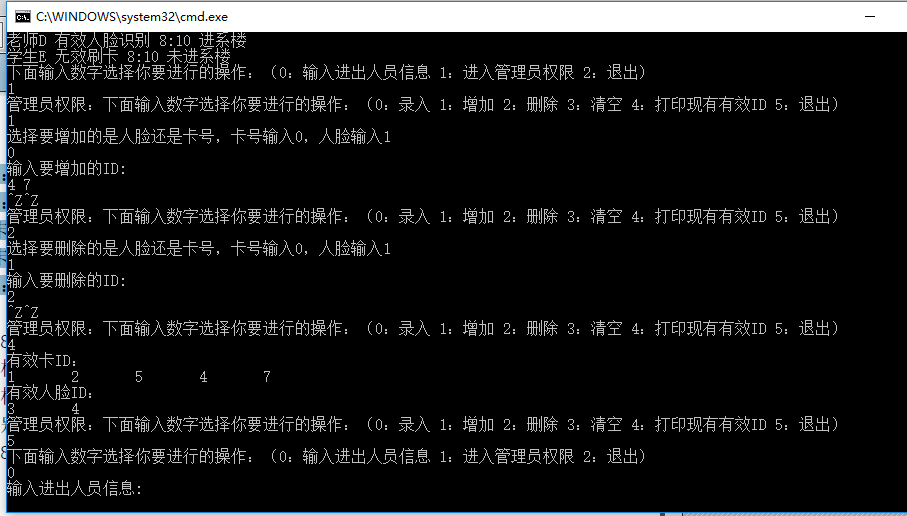 C:\WINDOWS\system32\cmd.exe
老师D 有效人脸识别 8:10 进系楼
学生E 无效刷卡 8:10 未进系楼
下面输入数字选择你要进行的操作：（0：输入进出人员信息 1：进入管理员权限 2：退出）
1
管理员权限：下面输入数字选择你要进行的操作：（0：录入 1：增加 2：删除 3：清空 4：打印现有有效ID 5：退出）
1
选择要增加的是人脸还是卡号，卡号输入0，人脸输入1
0
输入要增加的ID:
4 7
^Z^Z
管理员权限：下面输入数字选择你要进行的操作：（0：录入 1：增加 2：删除 3：清空 4：打印现有有效ID 5：退出）
2
选择要删除的是人脸还是卡号，卡号输入0，人脸输入1
1
输入要删除的ID:
2
^Z^Z
管理员权限：下面输入数字选择你要进行的操作：（0：录入 1：增加 2：删除 3：清空 4：打印现有有效ID 5：退出）
4
有效卡ID：
1 2 5 4 7
有效人脸ID：
3 4
管理员权限：下面输入数字选择你要进行的操作：（0：录入 1：增加 2：删除 3：清空 4：打印现有有效ID 5：退出）
5
下面输入数字选择你要进行的操作：（0：输入进出人员信息 1：进入管理员权限 2：退出）
0
输入进出人员信息: